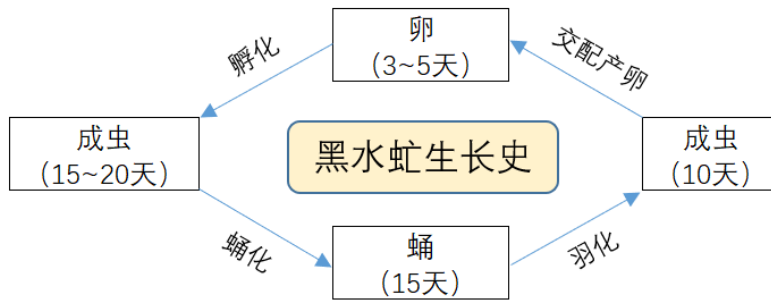 卵
(3~5天)
孵化
交配产卵
成虫
(15~20天)
黑水虻生长史
成虫
(10天)
蛹化
蛹
(15天)
羽化